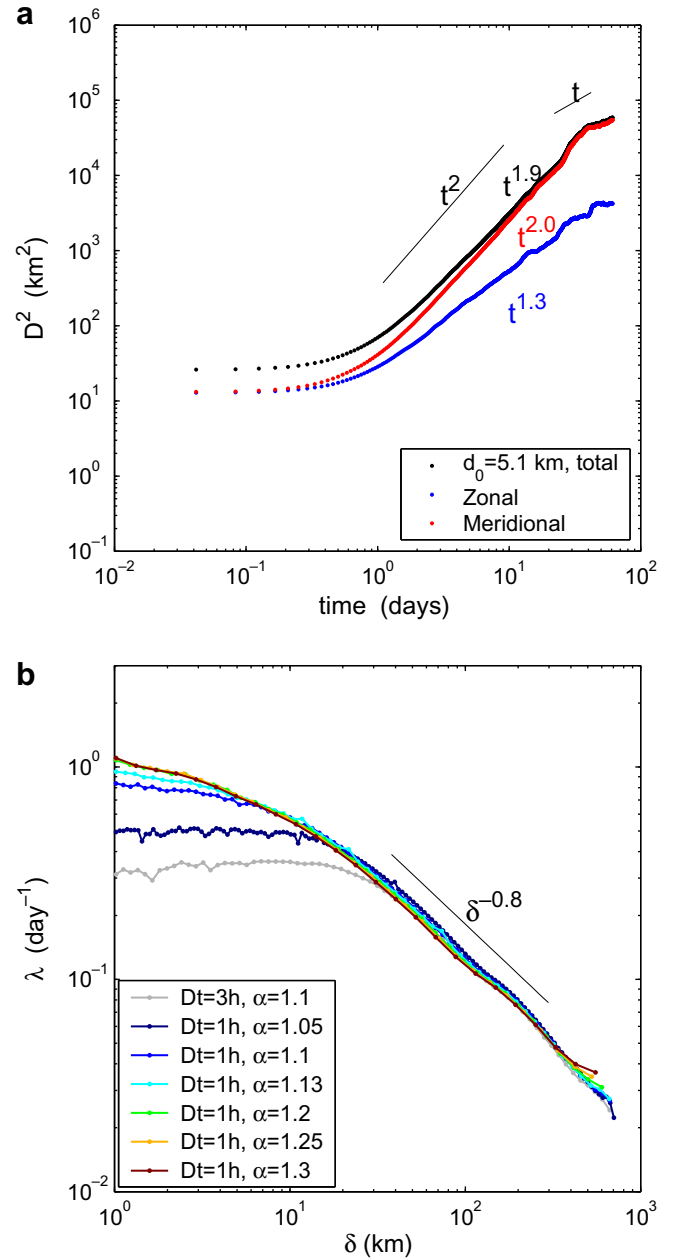 a
10^6
10^5
10^4
10^3
10^2
10^1
10^0
10^−1
D^2 (km^2)
t
t^2
t^1.9
t^2.0
t^1.3
d_0=5.1 km, total
Zonal
Meridional
10^−2 10^−1 10^0 10^1 10^2
time (days)
b
10^0
10^−1
10^−2
λ (day^−1)
δ^−0.8
Dt=3h, α=1.1
Dt=1h, α=1.05
Dt=1h, α=1.1
Dt=1h, α=1.13
Dt=1h, α=1.2
Dt=1h, α=1.25
Dt=1h, α=1.3
10^0 10^1 10^2 10^3
δ (km)